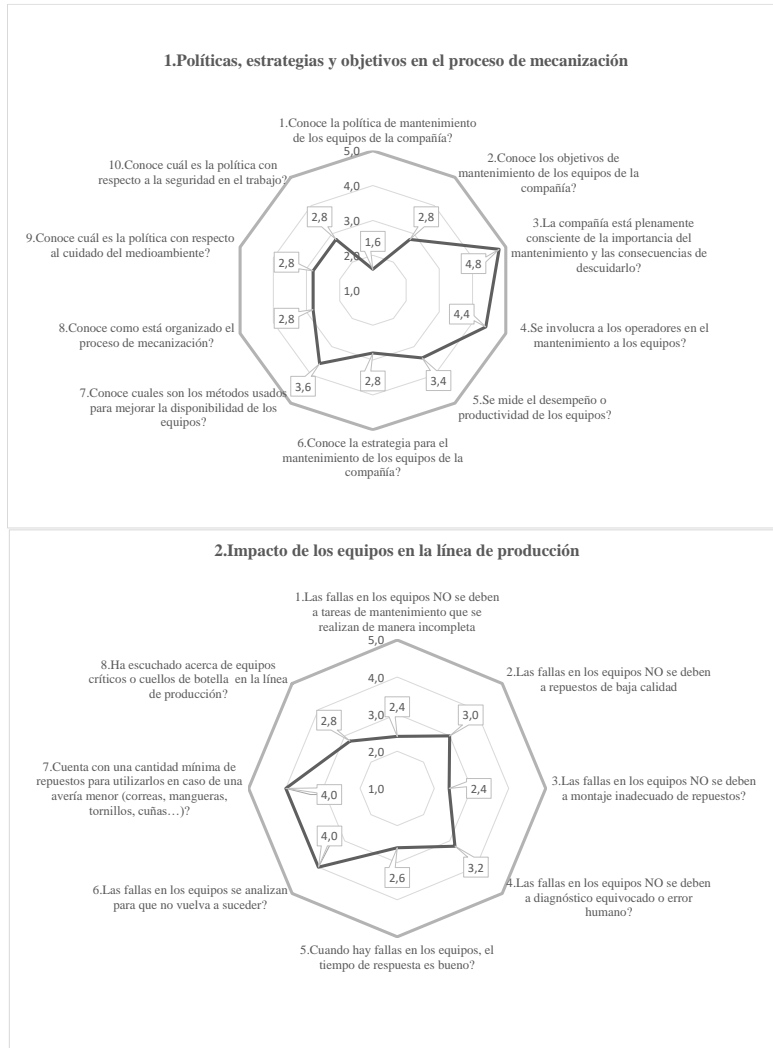 1.Políticas, estrategias y objetivos en el proceso de mecanización
1.Conoce la política de mantenimiento
de los equipos de la compañía?
2.Conoce los objetivos de
mantenimiento de los equipos de la
compañía?
3.La compañía está plenamente
consciente de la importancia del
mantenimiento y las consecuencias de
descuidarlo?
4.Se involucra a los operadores en el
mantenimiento a los equipos?
5.Se mide el desempeño o
productividad de los equipos?
6.Conoce la estrategia para el
mantenimiento de los equipos de la
compañía?
7.Conoce cuales son los métodos usados
para mejorar la disponibilidad de los
equipos?
8.Conoce como está organizado el
proceso de mecanización?
9.Conoce cuál es la política con respecto
al cuidado del medioambiente?
10.Conoce cuál es la política con
respecto a la seguridad en el trabajo?
5,0
4,0
3,0
2,0
1,0
1,6
2,8
4,8
4,4
3,4
2,8
3,6
2,8
2,8
2,8
2.Impacto de los equipos en la línea de producción
1.Las fallas en los equipos NO se deben
a tareas de mantenimiento que se
realizan de manera incompleta
2.Las fallas en los equipos NO se deben
a repuestos de baja calidad
3.Las fallas en los equipos NO se deben
a montaje inadecuado de repuestos?
4.Las fallas en los equipos NO se deben
a diagnóstico equivocado o error
humano?
5.Cuando hay fallas en los equipos, el
tiempo de respuesta es bueno?
6.Las fallas en los equipos se analizan
para que no vuelva a suceder?
7.Cuenta con una cantidad mínima de
repuestos para utilizarlos en caso de una
avería menor (correas, mangueras,
tornillos, cuñas…)?
8.Ha escuchado acerca de equipos
críticos o cuellos de botella en la línea
de producción?
5,0
4,0
3,0
2,0
1,0
2,4
3,0
2,4
3,2
2,6
4,0
4,0
2,8